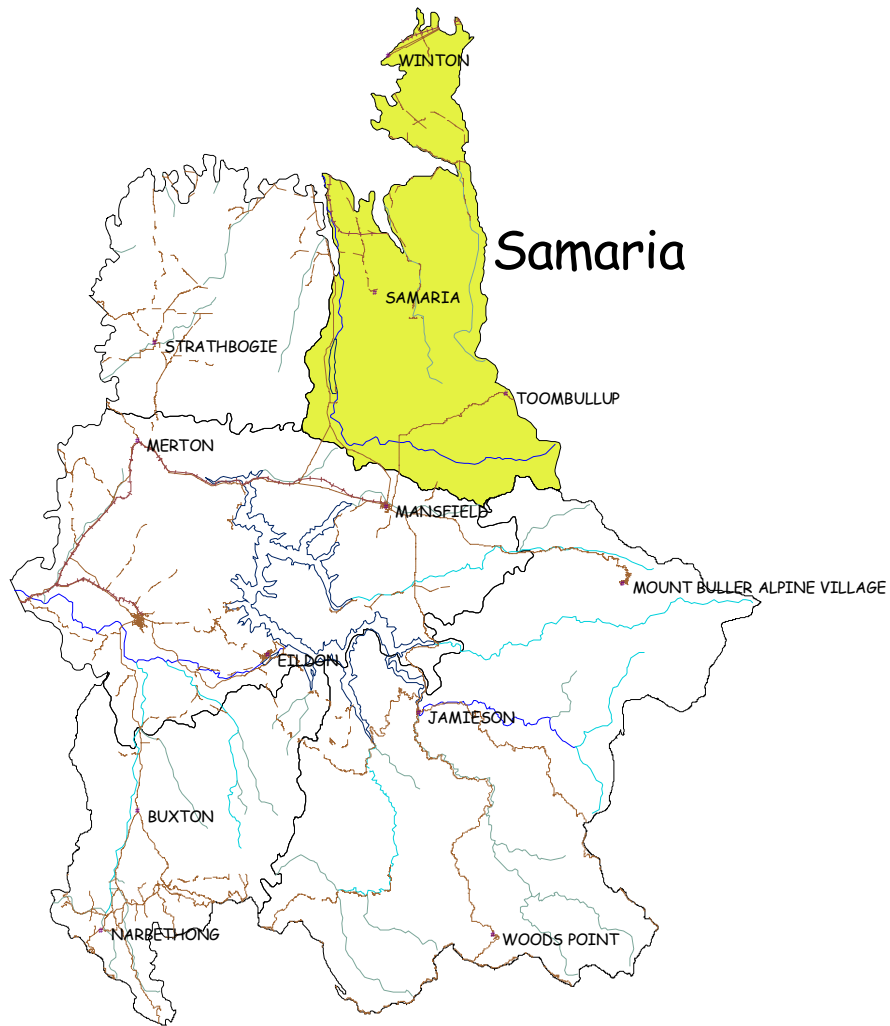 WINTON
Samaria
SAMARIA
STRATHBOGIE
TOOMBULLUP
MERTON
MANSFIELD
MOUNT BULLER ALPINE VILLAGE
EILDON
JAMIESON
BUXTON
NARBETHONG
WOODS POINT